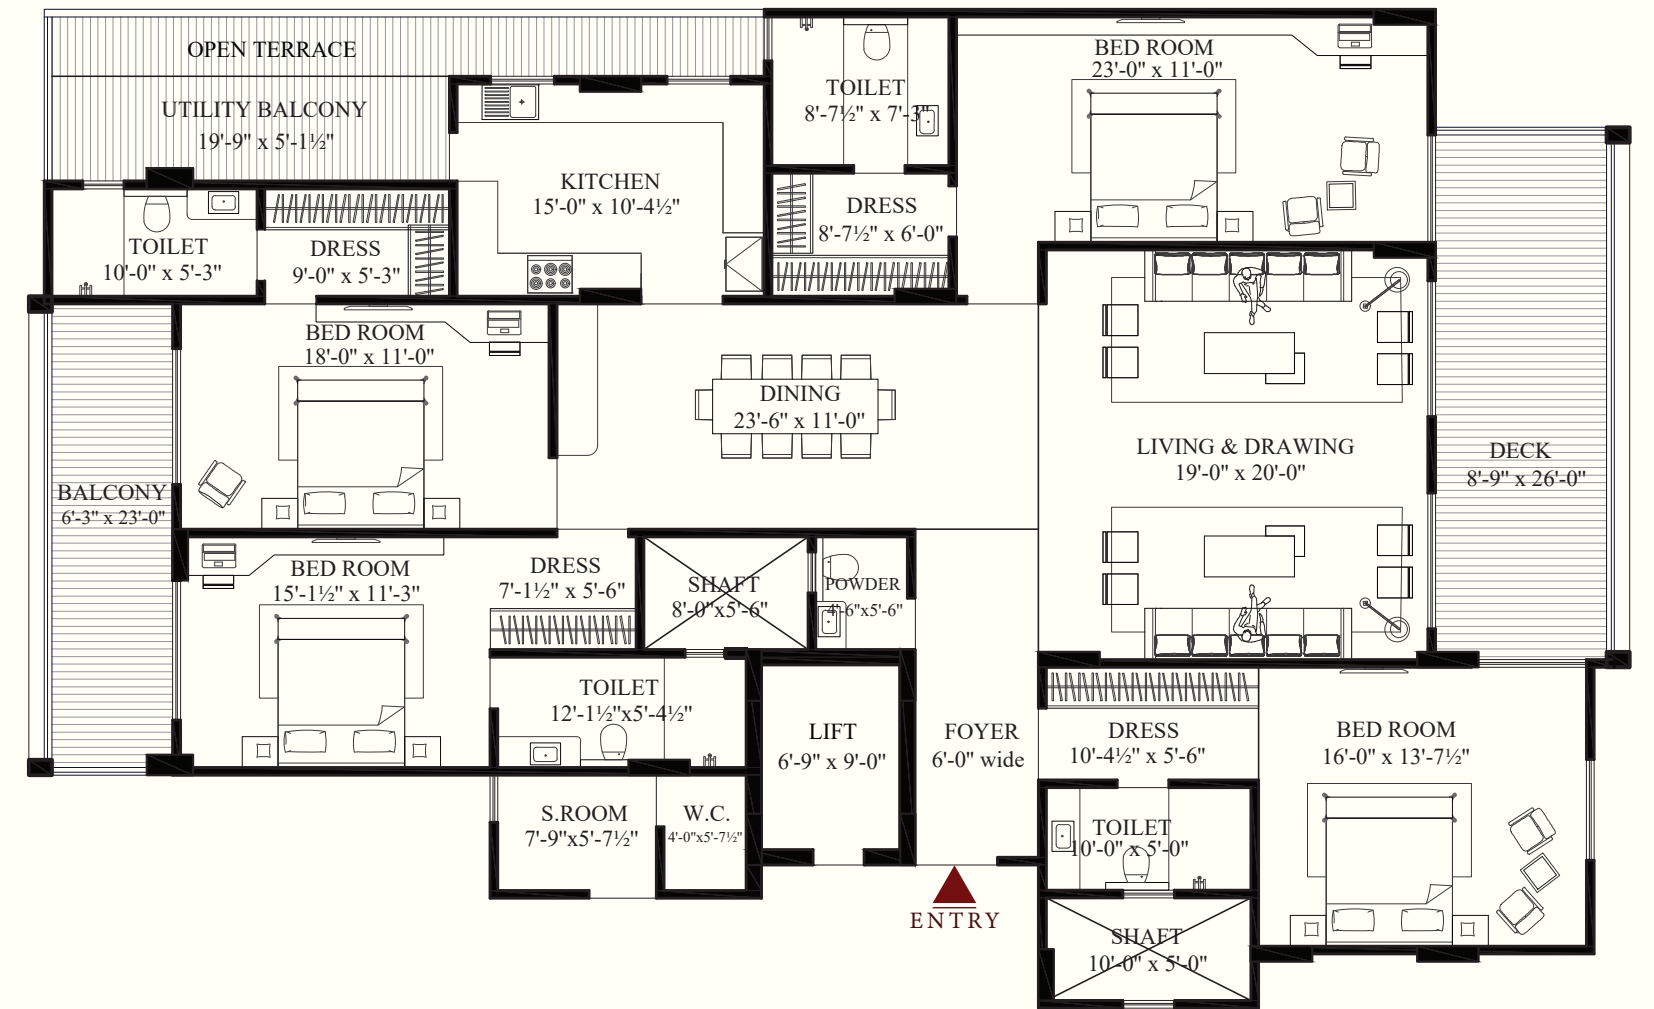 OPEN TERRACE
UTILITY BALCONY
19'-9" x 5'-1½"
TOILET
8'-7½" x 7'-3"
BED ROOM
23'-0" x 11'-0"
KITCHEN
15'-0" x 10'-4½"
DRESS
8'-7½" x 6'-0"
TOILET
10'-0" x 5'-3"
DRESS
9'-0" x 5'-3"
BED ROOM
18'-0" x 11'-0"
DINING
23'-6" x 11'-0"
LIVING & DRAWING
19'-0" x 20'-0"
DECK
8'-9" x 26'-0"
BALCONY
6'-3" x 23'-0"
BED ROOM
15'-1½" x 11'-3"
DRESS
7'-1½" x 5'-6"
SHAFT
8'-0"x5'-6"
POWDER
4'-6"x5'-6"
TOILET
12'-1½"x5'-4½"
LIFT
6'-9" x 9'-0"
FOYER
6'-0" wide
DRESS
10'-4½" x 5'-6"
BED ROOM
16'-0" x 13'-7½"
S.ROOM
7'-9"x5'-7½"
W.C.
4'-0"x5'-7½"
TOILET
10'-0" x 5'-0"
ENTRY
SHAFT
10'-0" x 5'-0"